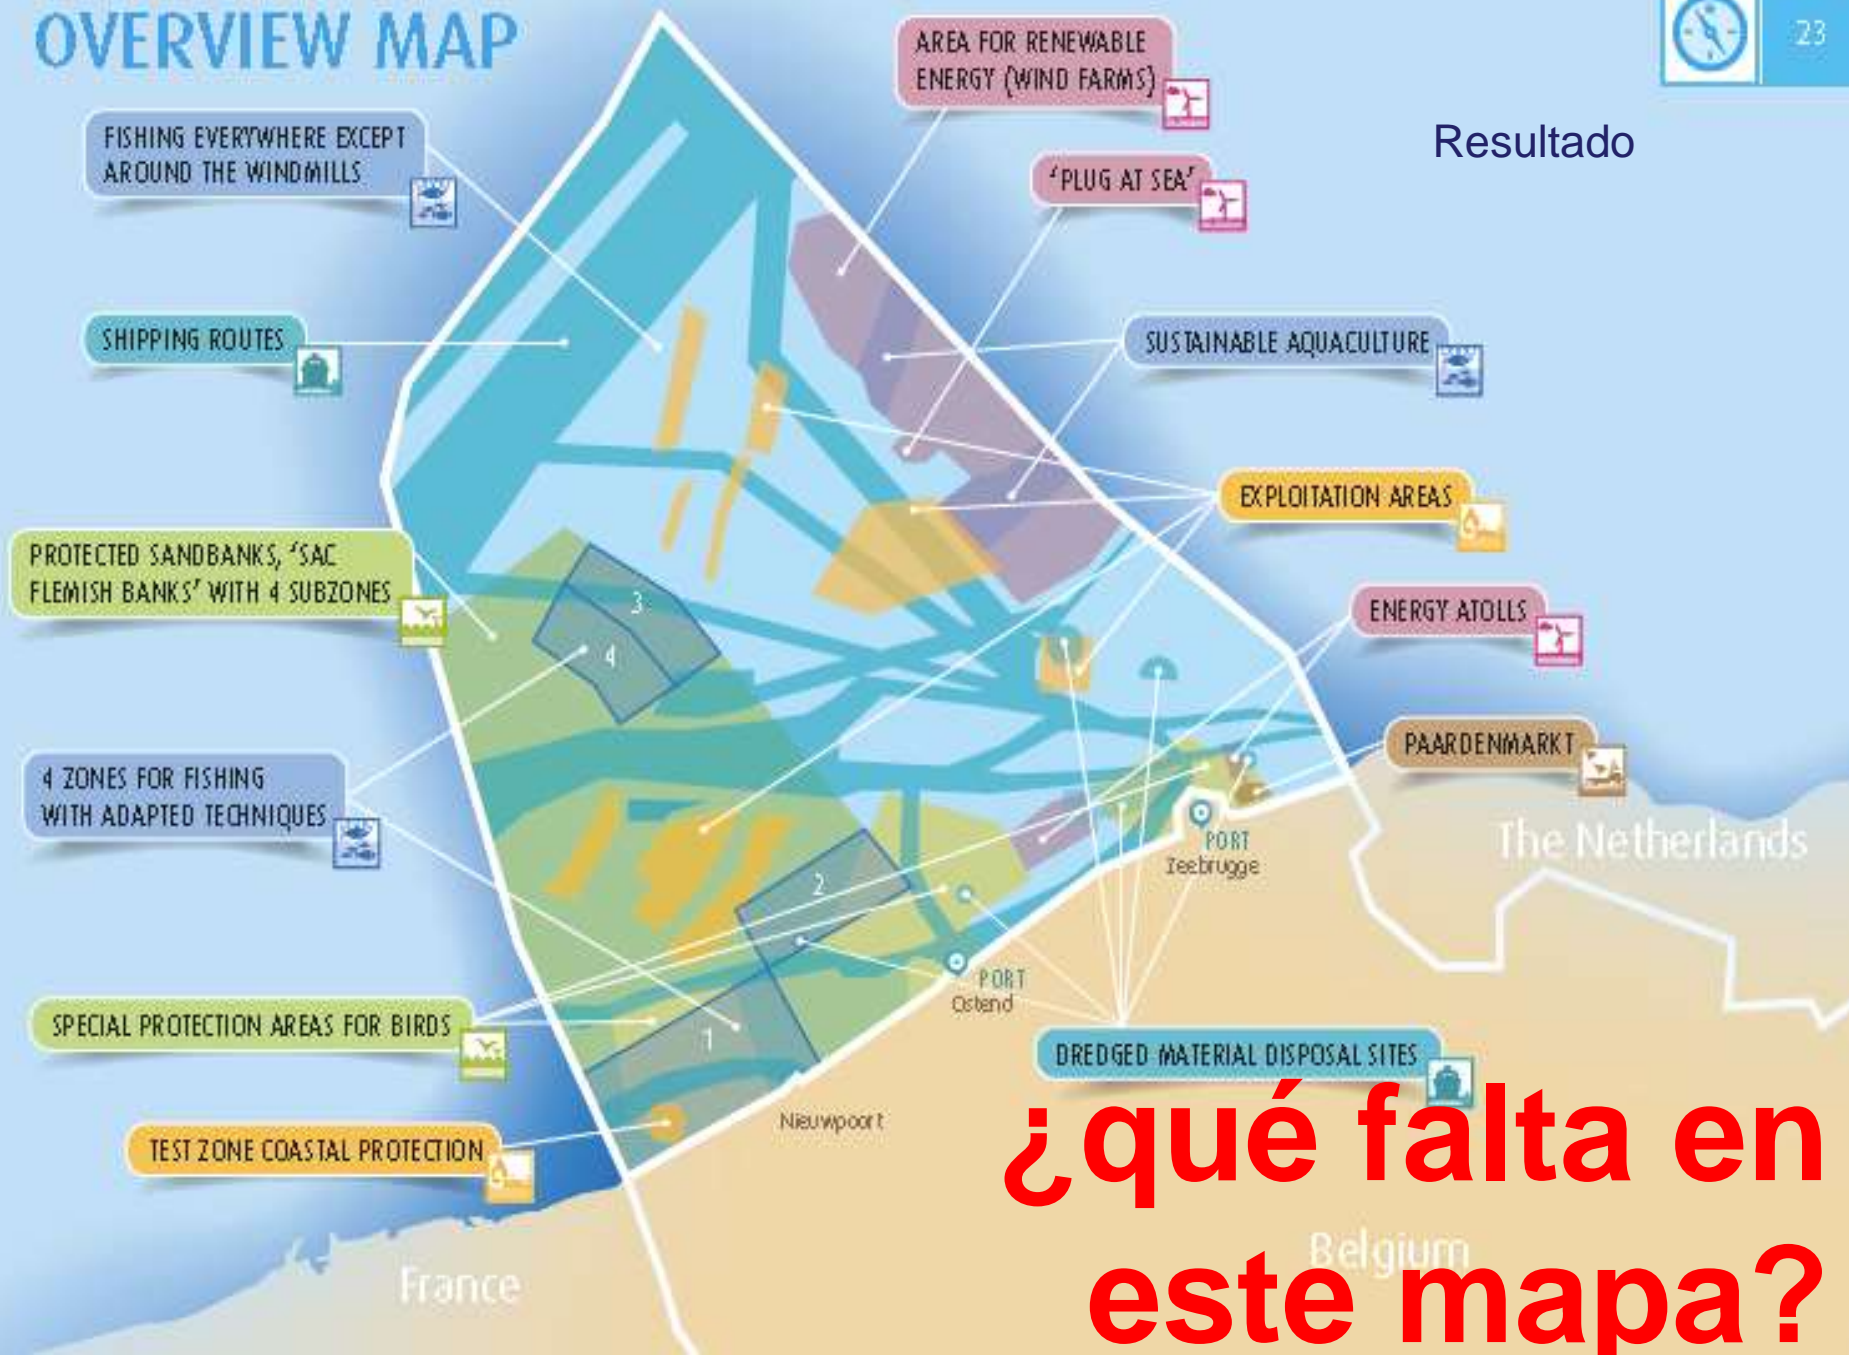 OVERVIEW MAP
23
Resultado
AREA FOR RENEWABLE
ENERGY (WIND FARMS)
FISHING EVERYWHERE EXCEPT
AROUND THE WINDMILLS
'PLUG AT SEA'
SHIPPING ROUTES
SUSTAINABLE AQUACULTURE
EXPLOITATION AREAS
PROTECTED SANDBANKS, 'SAC
FLEMISH BANKS' WITH 4 SUBZONES
3
4
ENERGY ATOLLS
PAARDENMARKT
4 ZONES FOR FISHING
WITH ADAPTED TECHNIQUES
The Netherlands
PORT
Zeebrugge
2
PORT
Ostend
SPECIAL PROTECTION AREAS FOR BIRDS
1
DREDGED MATERIAL DISPOSAL SITES
Nieuwpoort
TEST ZONE COASTAL PROTECTION
¿qué falta en
este mapa?
Belgium
France